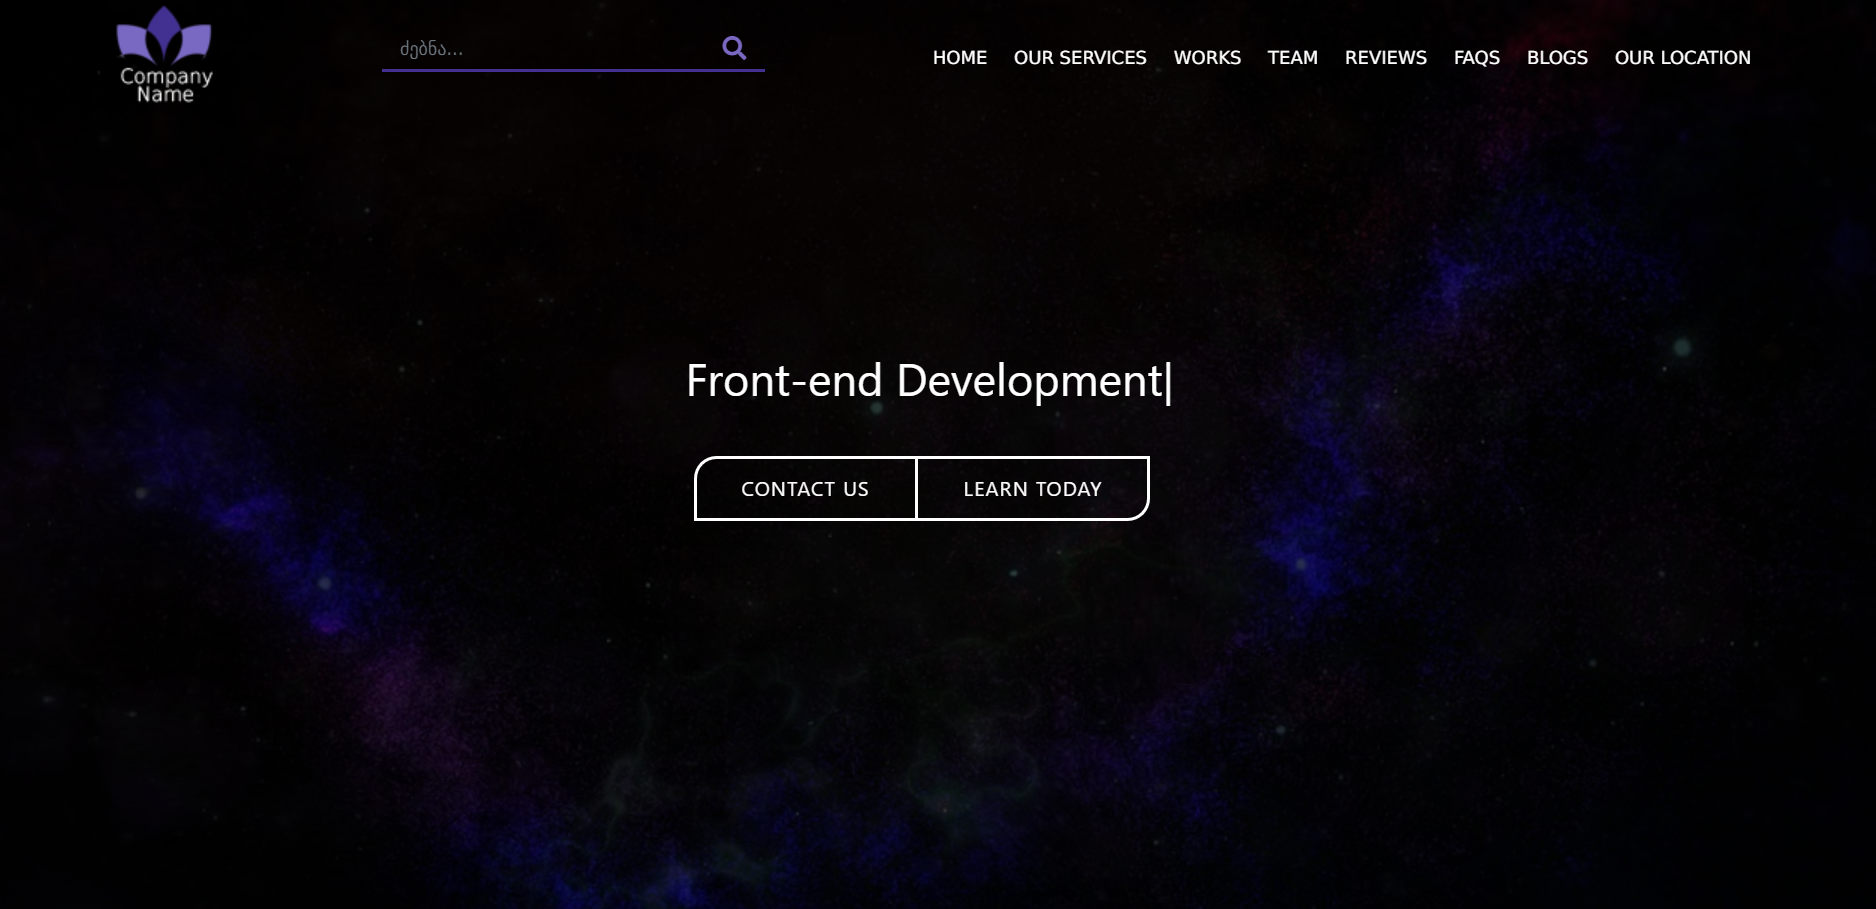 Company
Name
ძებნა...
HOME OUR SERVICES WORKS TEAM REVIEWS FAQS BLOGS OUR LOCATION
Front-end Development|
CONTACT US LEARN TODAY